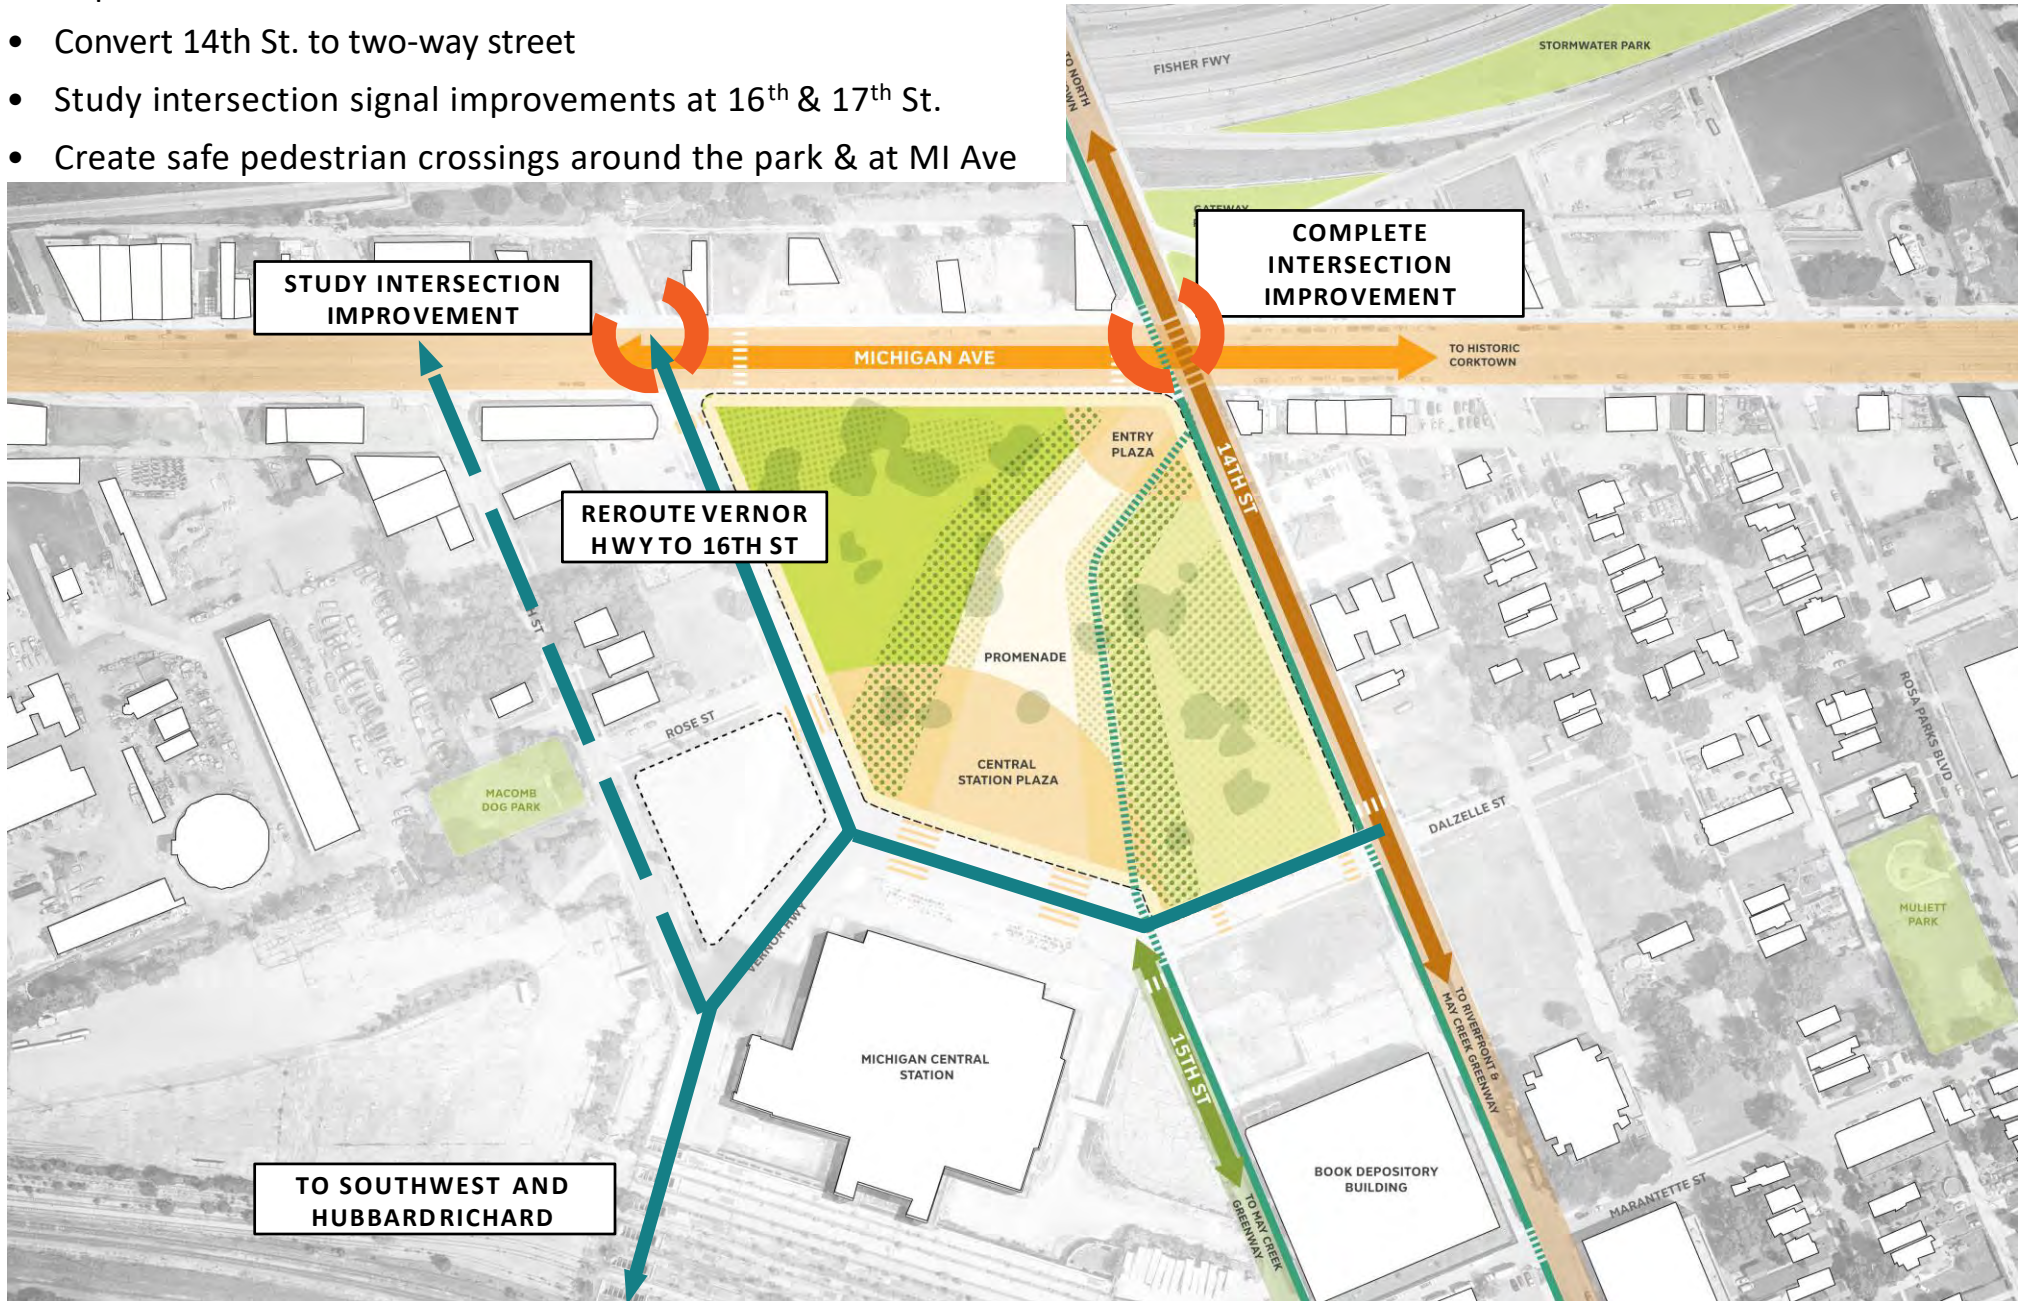 • Convert 14th St. to two-way street
• Study intersection signal improvements at 16th & 17th St.
• Create safe pedestrian crossings around the park & at MI Ave
STORMWATER PARK
FISHER FWY
TO NORTH
GATEWAY
COMPLETE
INTERSECTION
IMPROVEMENT
STUDY INTERSECTION
IMPROVEMENT
MICHIGAN AVE
TO HISTORIC
CORKTOWN
ENTRY
PLAZA
14TH ST
REROUTE VERNOR
HWY TO 16TH ST
ST
PROMENADE
ROSE ST
ROSA PARKS BLVD
CENTRAL
STATION PLAZA
MACOMB
DOG PARK
DALZELLE ST
MULIETT
PARK
VERNOR HWY
TO RIVERFRONT &
MAY CREEK GREENWAY
MICHIGAN CENTRAL
STATION
15TH ST
BOOK DEPOSITORY
BUILDING
MARANTETTE ST
TO SOUTHWEST AND
HUBBARD RICHARD
TO MAY CREEK
GREENWAY